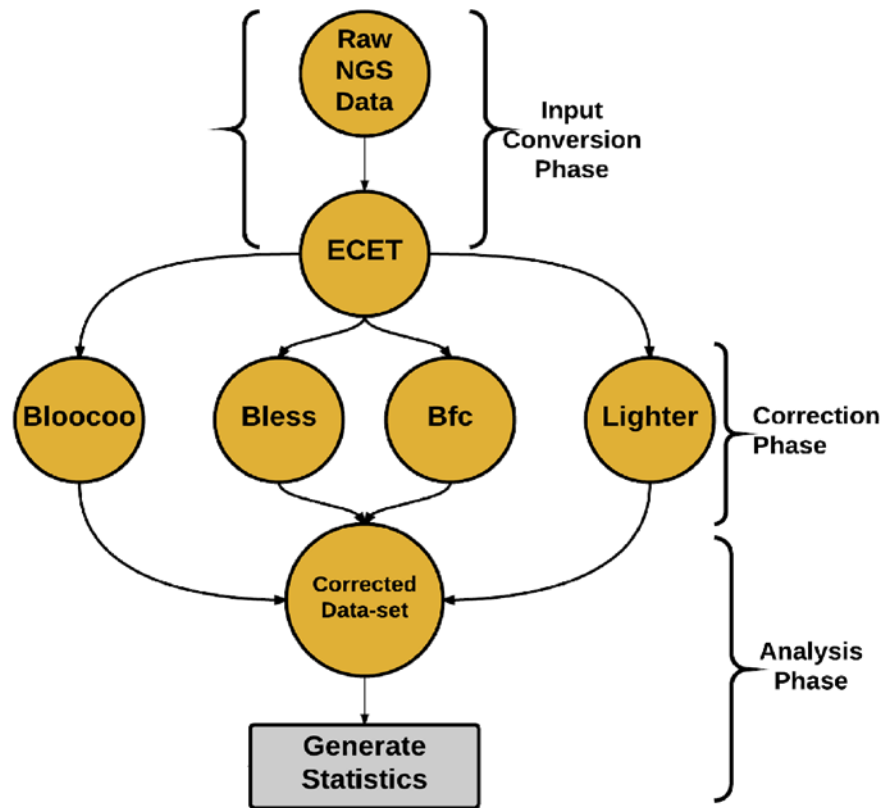 Raw
NGS
Data
Input
Conversion
Phase
ECET
Bloocoo
Bless
Bfc
Lighter
Correction
Phase
Corrected
Data-set
Analysis
Phase
Generate
Statistics